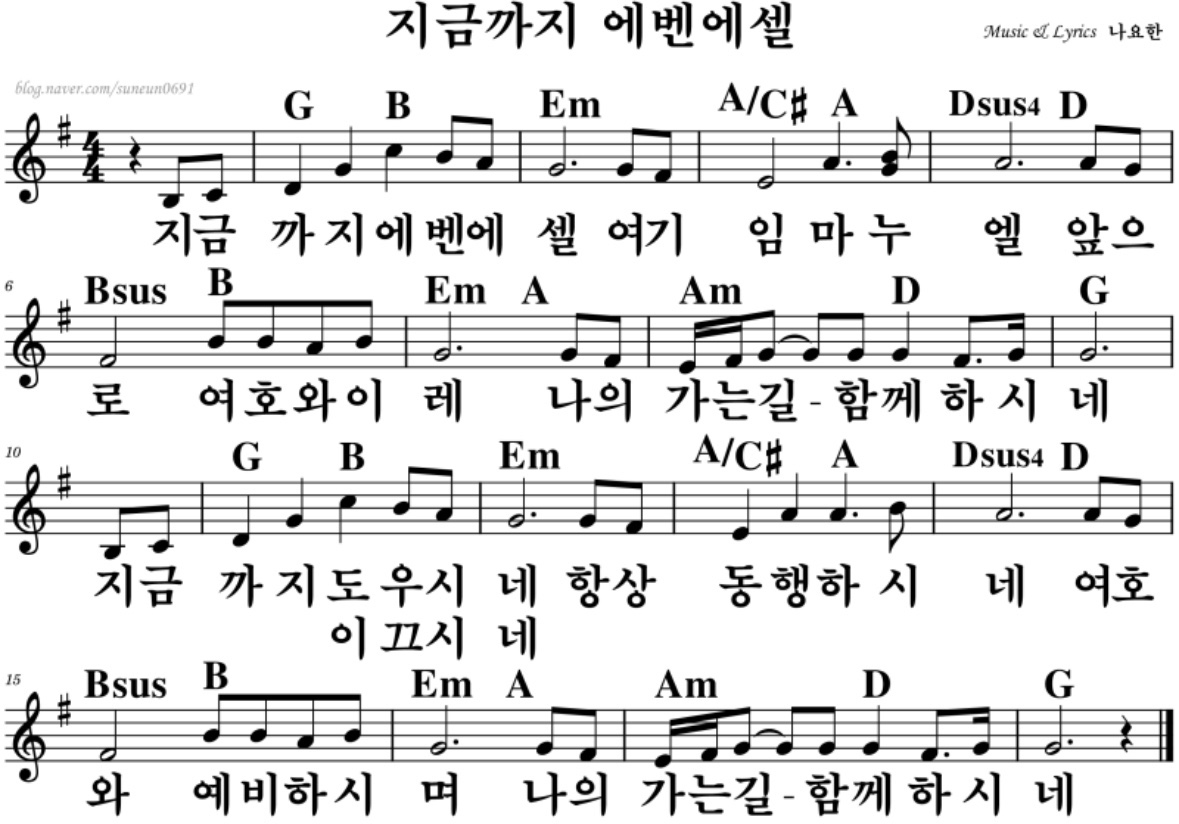 지금까지 에벤에셀
Music & Lyrics 나요한
blog.naver.com/suneun0691
G B Em A/C♯ A Dsus4 D
4
4
지금 까 지 에 벤에 셀 여기 임 마 누 엘 앞으
6 Bsus B Em A Am D G
로 여호와이 레 나의 가는길 - 함께 하 시 네
10 G B Em A/C♯ A Dsus4 D
지금 까 지 도 우시 네 항상 동 행하 시 네 여호
이 끄시 네
15 Bsus B Em A Am D G
와 예비하시 며 나의 가는길 - 함께 하 시 네